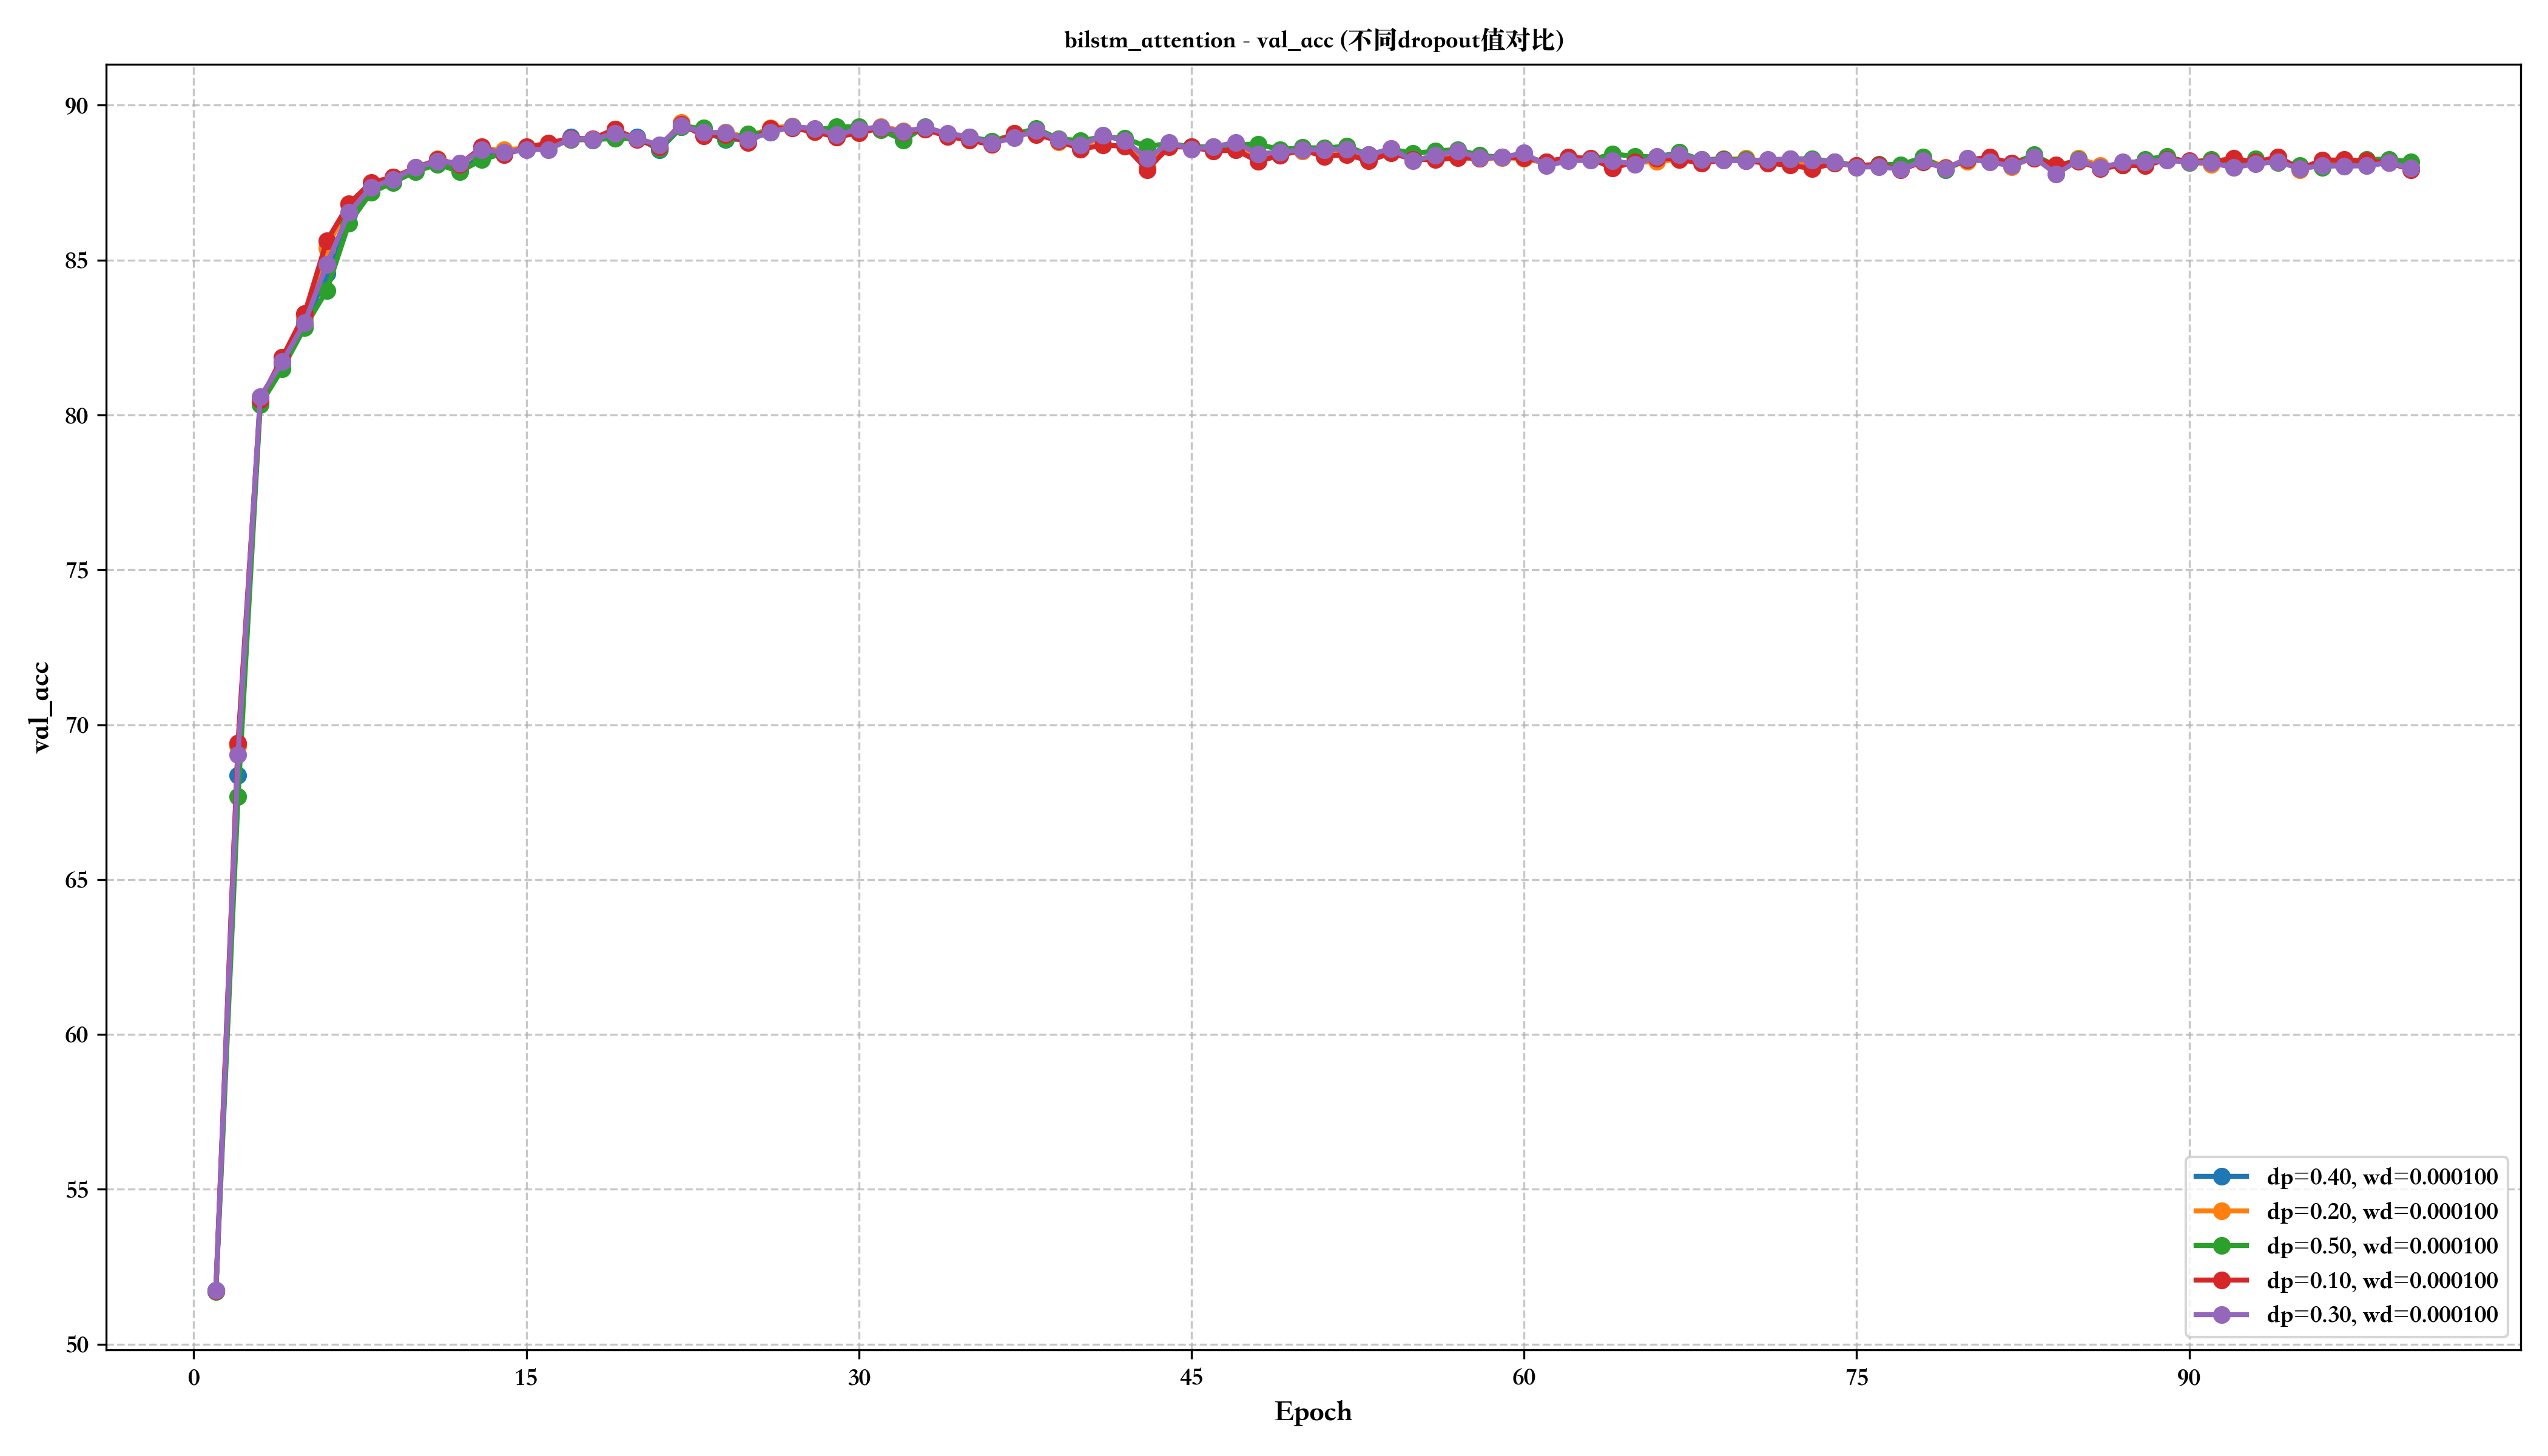 bilstm_attention - val_acc (不同dropout值对比)
90
85
80
75
70
65
60
55
50
val_acc
0 15 30 45 60 75 90
Epoch
dp=0.40, wd=0.000100
dp=0.20, wd=0.000100
dp=0.50, wd=0.000100
dp=0.10, wd=0.000100
dp=0.30, wd=0.000100